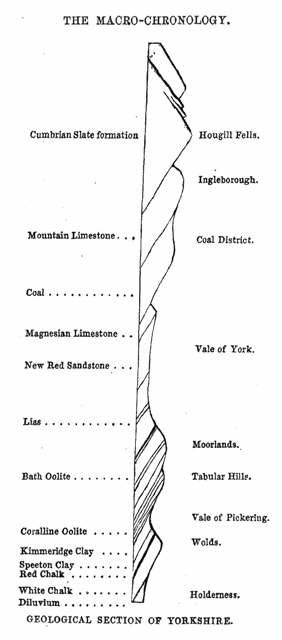 THE MACRO-CHRONOLOGY.
Cumbrian Slate formation
Hougill Fells.
Ingleborough.
Mountain Limestone . . .
Coal District.
Coal . . . . . . . . . . . .
Magnesian Limestone . .
Vale of York.
New Red Sandstone . . .
Lias . . . . . . . . . . . .
Moorlands.
Bath Oolite . . . . . . . .
Tabular Hills.
Vale of Pickering.
Coralline Oolite . . . . .
Wolds.
Kimmeridge Clay . . . .
Speeton Clay . . . . . . .
Red Chalk . . . . . . . .
White Chalk . . . . . . .
Holderness.
Diluvium . . . . . . . . .
GEOLOGICAL SECTION OF YORKSHIRE.